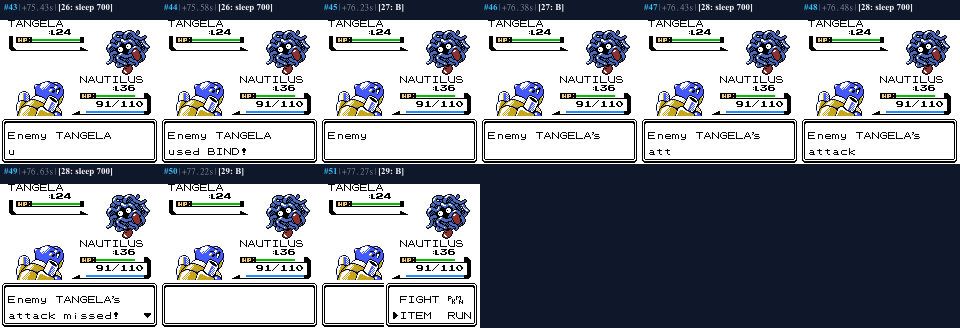 #43 | +75.43s | [26: sleep 700]
TANGELA
:L24
HP:
NAUTILUS
:L36
HP:
91/110
Enemy TANGELA
u
#44 | +75.58s | [26: sleep 700]
TANGELA
:L24
HP:
NAUTILUS
:L36
HP:
91/110
Enemy TANGELA
used BIND!
#45 | +76.23s | [27: B]
TANGELA
:L24
HP:
NAUTILUS
:L36
HP:
91/110
Enemy
#46 | +76.38s | [27: B]
TANGELA
:L24
HP:
NAUTILUS
:L36
HP:
91/110
Enemy TANGELA's
#47 | +76.43s | [28: sleep 700]
TANGELA
:L24
HP:
NAUTILUS
:L36
HP:
91/110
Enemy TANGELA's
att
#48 | +76.48s | [28: sleep 700]
TANGELA
:L24
HP:
NAUTILUS
:L36
HP:
91/110
Enemy TANGELA's
attack
#49 | +76.63s | [28: sleep 700]
TANGELA
:L24
HP:
NAUTILUS
:L36
HP:
91/110
Enemy TANGELA's
attack missed!
#50 | +77.22s | [29: B]
TANGELA
:L24
HP:
NAUTILUS
:L36
HP:
91/110
#51 | +77.27s | [29: B]
TANGELA
:L24
HP:
NAUTILUS
:L36
HP:
91/110
FIGHT PKMN
▶ITEM RUN